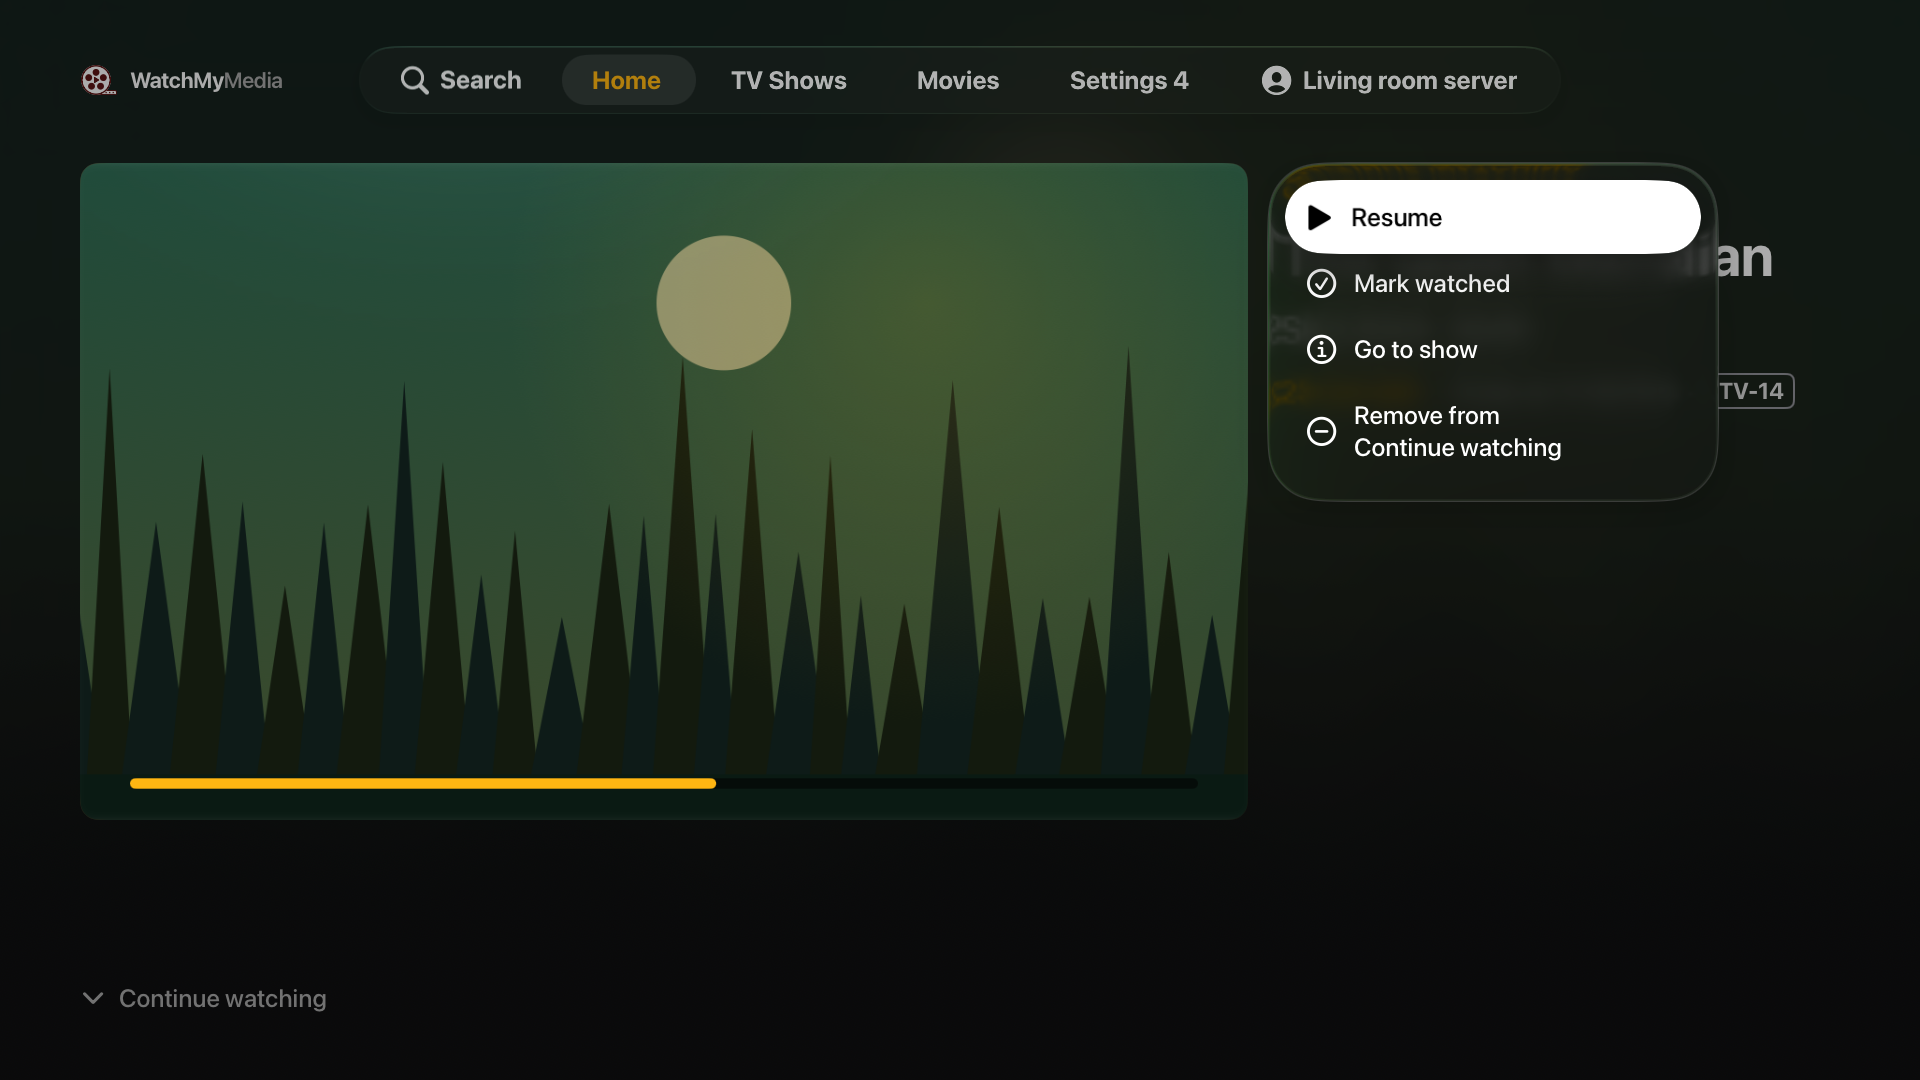 WatchMyMedia
Search
Home
TV Shows
Movies
Settings 4
Living room server
Resume
Mark watched
Go to show
Remove from
Continue watching
TV-14
Continue watching